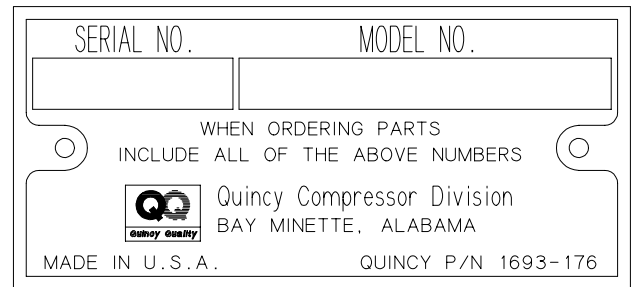 SERIAL NO. MODEL NO.
WHEN ORDERING PARTS
INCLUDE ALL OF THE ABOVE NUMBERS
QQ
Quincy Quality
Quincy Compressor Division
BAY MINETTE, ALABAMA
MADE IN U.S.A. QUINCY P/N 1693-176